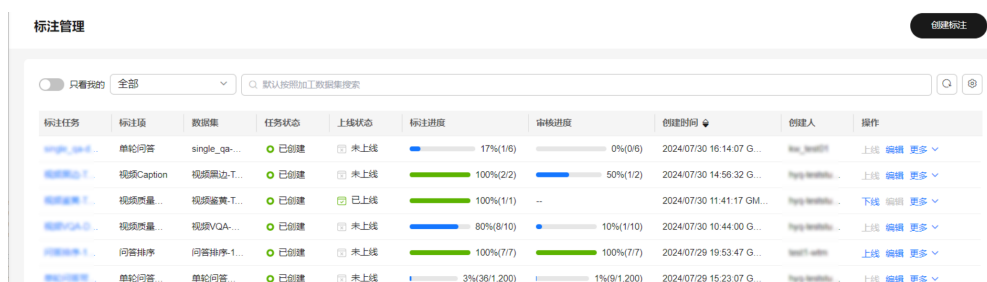 标注管理
创建标注
只看我的 全部 默认按照加工数据集搜索
标注任务 标注项 数据集 任务状态 上线状态 标注进度 审核进度 创建时间 创建人 操作
单轮问答 single_qa-... 已创建 未上线 17%(1/6) 0%(0/6) 2024/07/30 16:14:07 G... 上线 编辑 更多
视频Caption 视频黑边-T... 已创建 未上线 100%(2/2) 50%(1/2) 2024/07/30 14:56:32 G... 上线 编辑 更多
视频质量... 视频鉴黄-T... 已创建 已上线 100%(1/1) -- 2024/07/30 11:41:17 GM... 下线 编辑 更多
视频质量... 视频VQA-... 已创建 未上线 80%(8/10) 10%(1/10) 2024/07/30 10:44:00 G... 上线 编辑 更多
问答排序 问答排序-1... 已创建 未上线 100%(7/7) 100%(7/7) 2024/07/29 19:53:47 G... 上线 编辑 更多
单轮问答... 单轮问答... 已创建 未上线 3%(36/1,200) 1%(9/1,200) 2024/07/29 15:23:07 G... 上线 编辑 更多